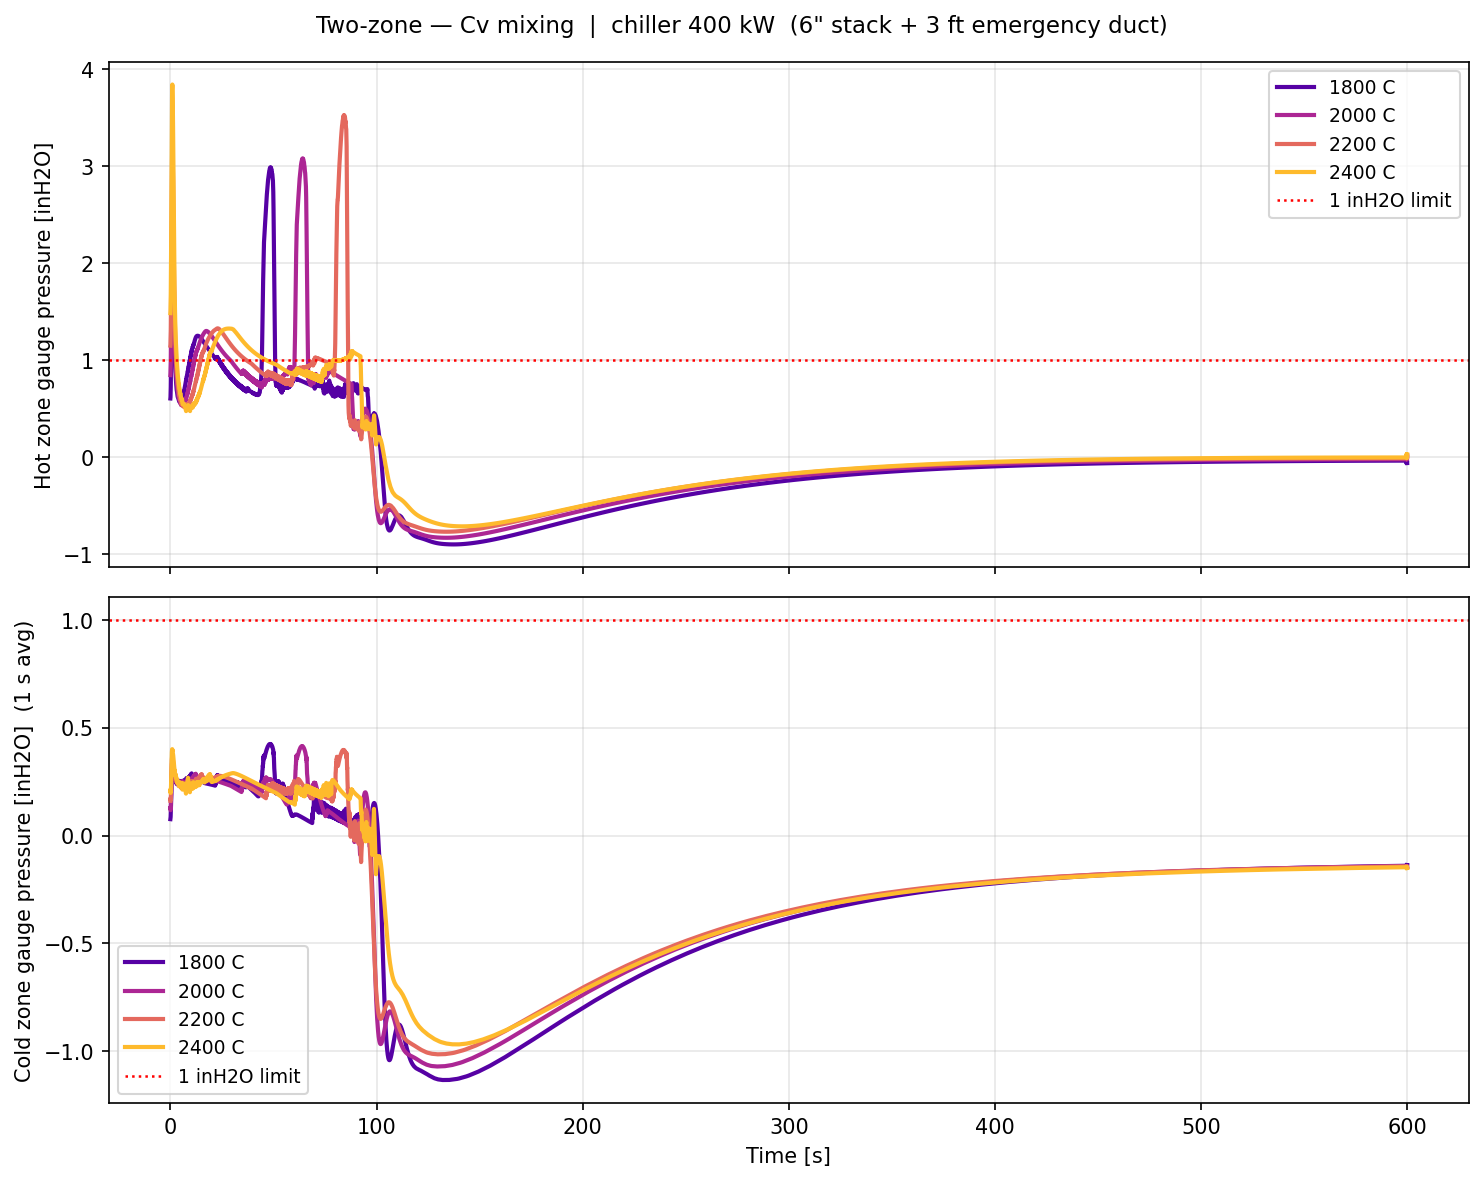 Two-zone — Cv mixing | chiller 400 kW (6" stack + 3 ft emergency duct)
Hot zone gauge pressure [inH2O]
4
3
2
1
0
−1
1800 C
2000 C
2200 C
2400 C
1 inH2O limit
Cold zone gauge pressure [inH2O] (1 s avg)
1.0
0.5
0.0
−0.5
−1.0
1800 C
2000 C
2200 C
2400 C
1 inH2O limit
0 100 200 300 400 500 600
Time [s]